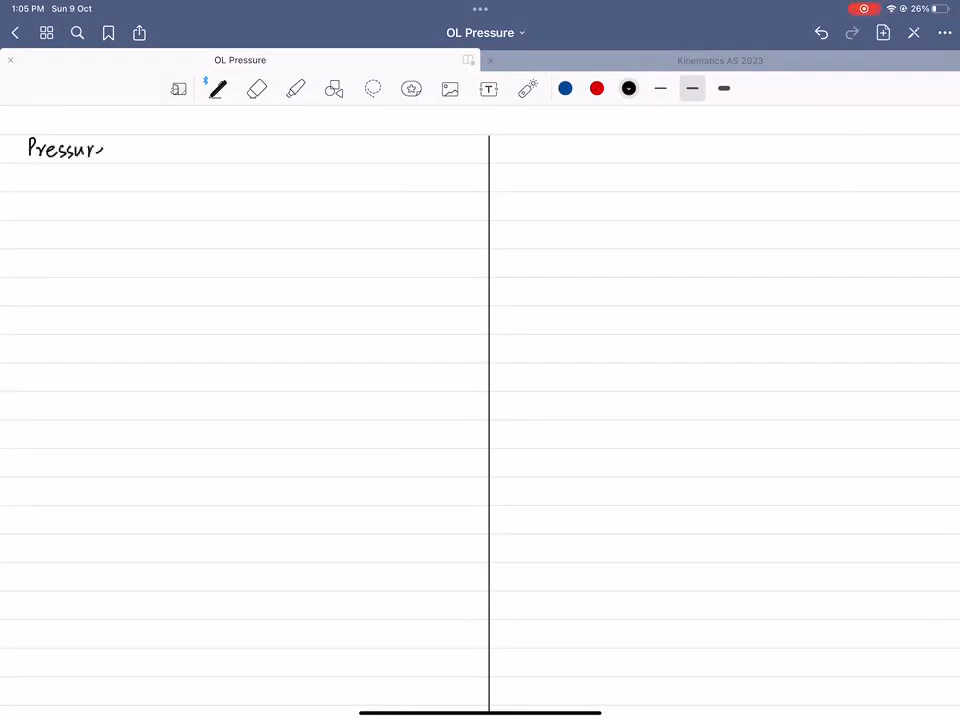 1:05 PM Sun 9 Oct
26%
OL Pressure
OL Pressure
Kinematics AS 2023
T
Pressur